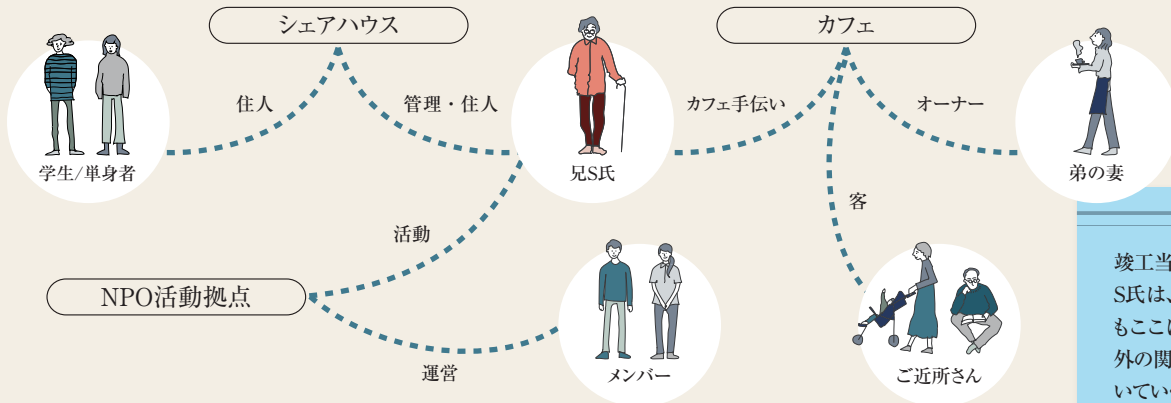 シェアハウス
カフェ
住人
管理・住人
カフェ手伝い
オーナー
学生/単身者
兄S氏
弟の妻
客
活動
NPO活動拠点
運営
メンバー
ご近所さん
竣工当
S氏は、
もここに
外の関
いてい